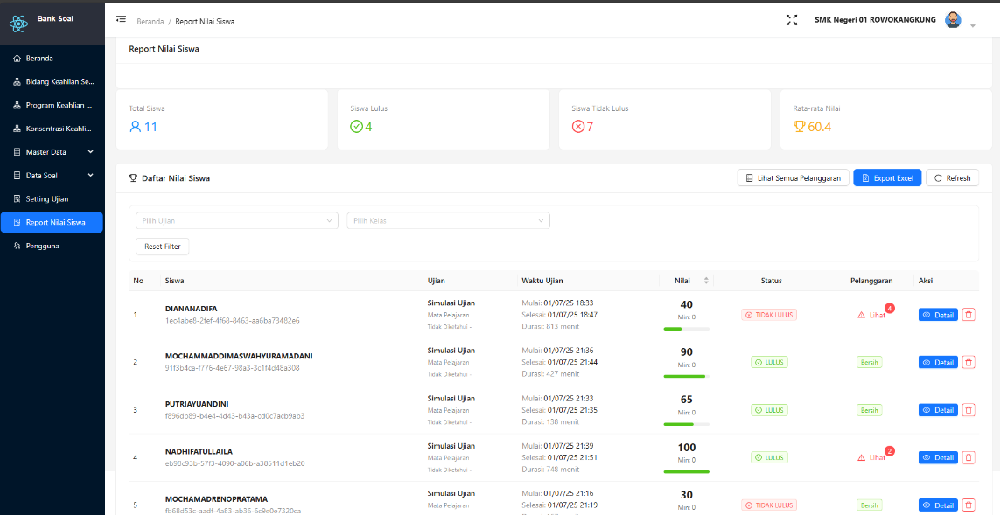 Bank Soal
Beranda / Report Nilai Siswa
SMK Negeri 01 ROWOKANGKUNG
Beranda
Bidang Keahlian Se...
Program Keahlian ...
Konsentrasi Keahli...
Master Data
Data Soal
Setting Ujian
Report Nilai Siswa
Pengguna
Report Nilai Siswa
Total Siswa
11
Siswa Lulus
4
Siswa Tidak Lulus
7
Rata-rata Nilai
60.4
Daftar Nilai Siswa
Lihat Semua Pelanggaran
Export Excel
Refresh
Pilih Ujian
Pilih Kelas
Reset Filter
No Siswa Ujian Waktu Ujian Nilai Status Pelanggaran Aksi
1
DIANANADIFA
1ec4abe8-2fef-4f68-8463-aa6ba73482e6
Simulasi Ujian
Mata Pelajaran
Tidak Diketahui -
Mulai: 01/07/25 18:33
Selesai: 01/07/25 18:47
Durasi: 813 menit
40
Min: 0
TIDAK LULUS
Lihat 4
Detail
2
MOCHAMMADDIMASWAHYURAMADANI
91f3b4ca-f776-4e67-98a3-3c1f4d48a308
Simulasi Ujian
Mata Pelajaran
Tidak Diketahui -
Mulai: 01/07/25 21:36
Selesai: 01/07/25 21:44
Durasi: 427 menit
90
Min: 0
LULUS
Bersih
Detail
3
PUTRIAYUANDINI
f896db89-b4e4-4d43-b43a-cd0c7acb9ab3
Simulasi Ujian
Mata Pelajaran
Tidak Diketahui -
Mulai: 01/07/25 21:33
Selesai: 01/07/25 21:35
Durasi: 138 menit
65
Min: 0
LULUS
Bersih
Detail
4
NADHIFATULLAILA
eb98c93b-57f3-4090-a06b-a38511d1eb20
Simulasi Ujian
Mata Pelajaran
Tidak Diketahui -
Mulai: 01/07/25 21:39
Selesai: 01/07/25 21:51
Durasi: 748 menit
100
Min: 0
LULUS
Lihat 2
Detail
5
MOCHAMADRENOPRATAMA
fb68d53c-aadf-4a83-ab36-6c9e0e7320ca
Simulasi Ujian
Mata Pelajaran
Mulai: 01/07/25 21:16
Selesai: 01/07/25 21:19
30
Min: 0
TIDAK LULUS
Bersih
Detail